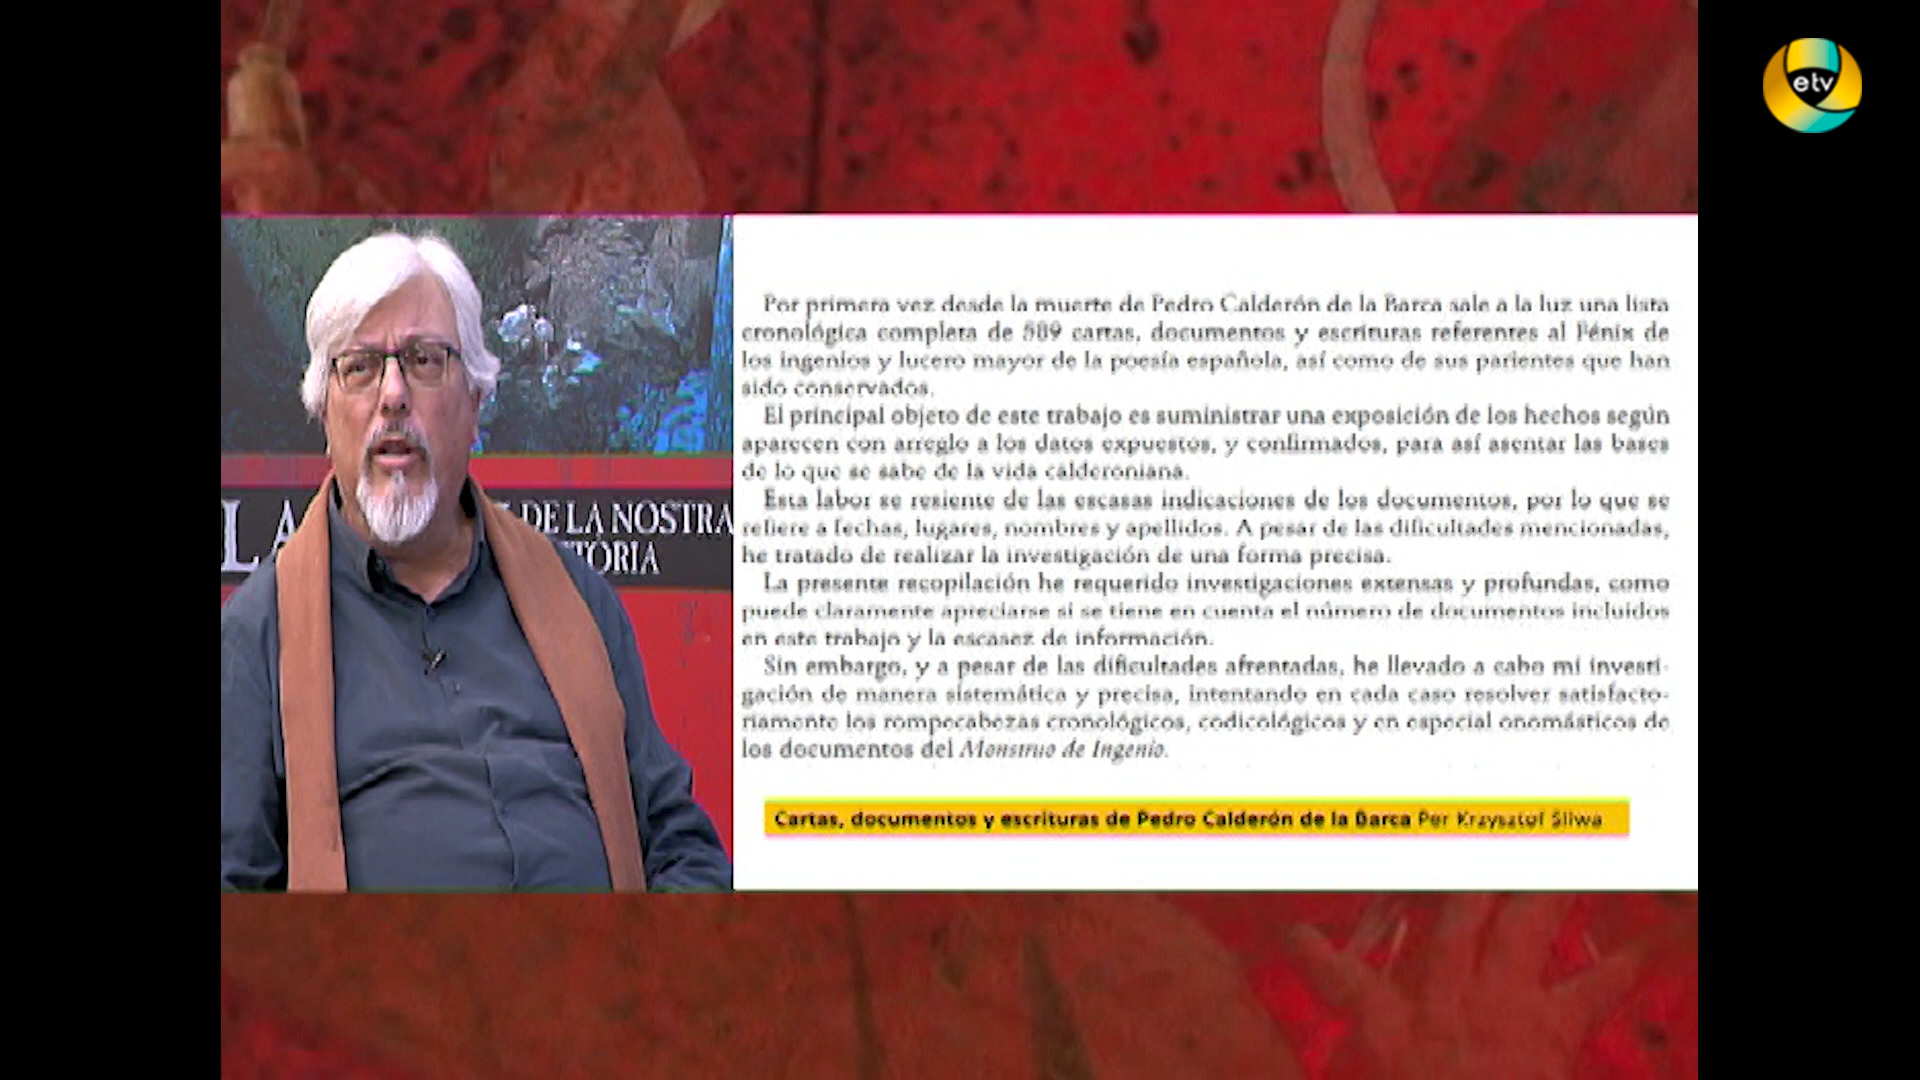 etv
Por primera vez desde la muerte de Pedro Calderón de la Barca sale a la luz una lista
cronológica completa de 589 cartas, documentos y escrituras referentes al Fénix de
los ingenios y lucero mayor de la poesía española, así como de sus parientes que han
sido conservados.
El principal objeto de este trabajo es suministrar una exposición de los hechos según
aparecen con arreglo a los datos expuestos, y confirmados, para así asentar las bases
de lo que se sabe de la vida calderoniana.
Esta labor se resiente de las escasas indicaciones de los documentos, por lo que se
refiere a fechas, lugares, nombres y apellidos. A pesar de las dificultades mencionadas,
he tratado de realizar la investigación de una forma precisa.
La presente recopilación he requerido investigaciones extensas y profundas, como
puede claramente apreciarse si se tiene en cuenta el número de documentos incluidos
en este trabajo y la escasez de información.
Sin embargo, y a pesar de las dificultades afrentadas, he llevado a cabo mi investi-
gación de manera sistemática y precisa, intentando en cada caso resolver satisfacto-
riamente los rompecabezas cronológicos, codicológicos y en especial onomásticos de
los documentos del Monstruo de Ingenio.
Cartas, documentos y escrituras de Pedro Calderón de la Barca Per Krzysztof Sliwa
DE LA NOSTRA